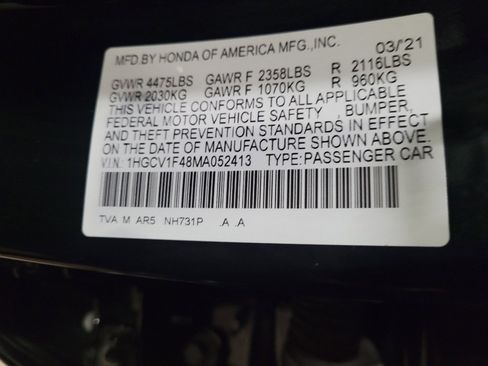 MFD.BY HONDA OF AMERICA MFG.,INC. 03/'21
GVWR 4475LBS GAWR F 2358LBS R 2116LBS
GVWR 2030KG GAWR F 1070KG R 960KG
THIS VEHICLE CONFORMS TO ALL APPLICABLE
FEDERAL MOTOR VEHICLE SAFETY , BUMPER,
AND THEFT PREVENTION STANDARDS IN EFFECT
ON THE DATE OF MANUFACTURE SHOWN ABOVE.
V.I.N.: 1HGCV1F48MA052413 TYPE:PASSENGER CAR
TVA M AR5 .NH731P .A .A